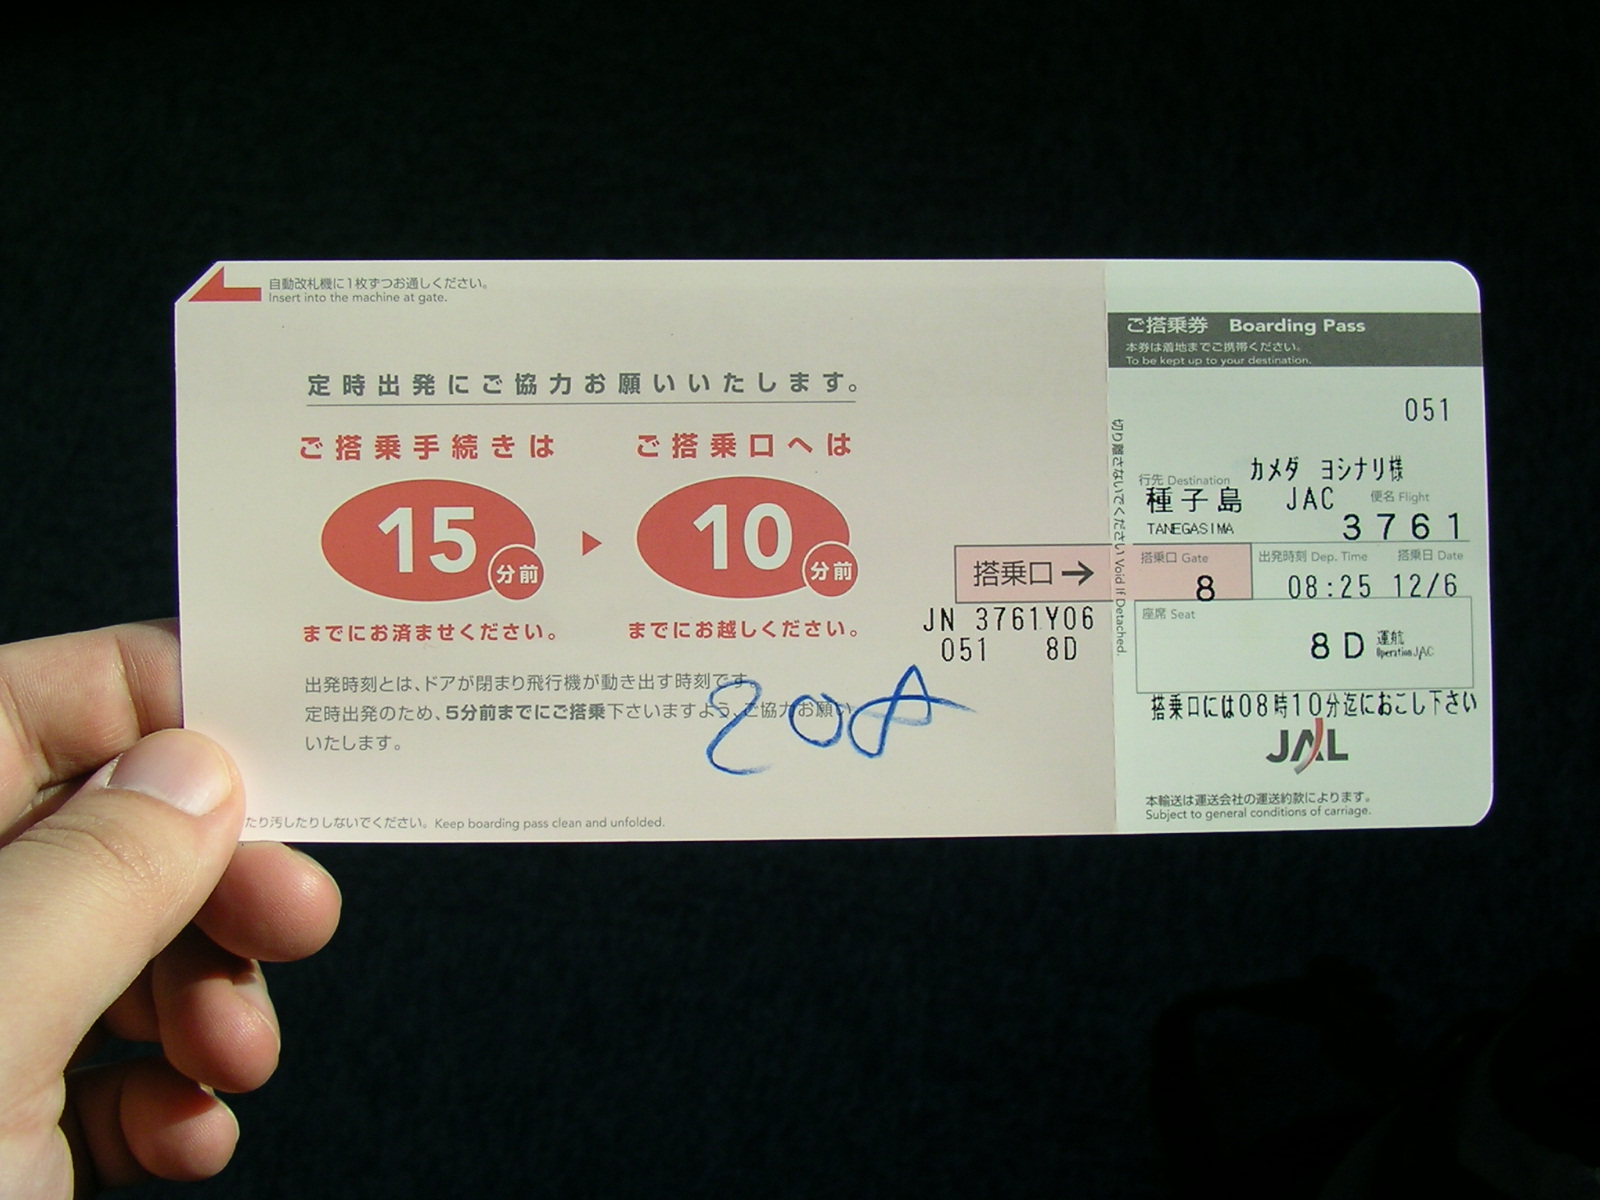 自動改札機に1枚ずつお通しください。
Insert into the machine at gate.
定時出発にご協力お願いいたします。
ご搭乗手続きは
15分前
までにお済ませください。
ご搭乗口へは
10分前
までにお越しください。
出発時刻とは、ドアが閉まり飛行機が動き出す時刻です。
定時出発のため、5分前までにご搭乗下さいますよう、ご協力お願い
いたします。
たり汚したりしないでください。Keep boarding pass clean and unfolded.
搭乗口→
JN 3761Y06
051 8D
切り離さないでください Void If Detached.
ご搭乗券 Boarding Pass
本券は着地までご携帯ください。
To be kept up to your destination.
051
カメダ ヨシナリ様
行先 Destination
種子島 JAC 便名 Flight
TANEGASIMA 3761
搭乗口 Gate 出発時刻 Dep. Time 搭乗日 Date
8 08:25 12/6
座席 Seat
8D 運航
Operation JAC
搭乗口には08時10分迄におこし下さい
JAL
本輸送は運送会社の運送約款によります。
Subject to general conditions of carriage.